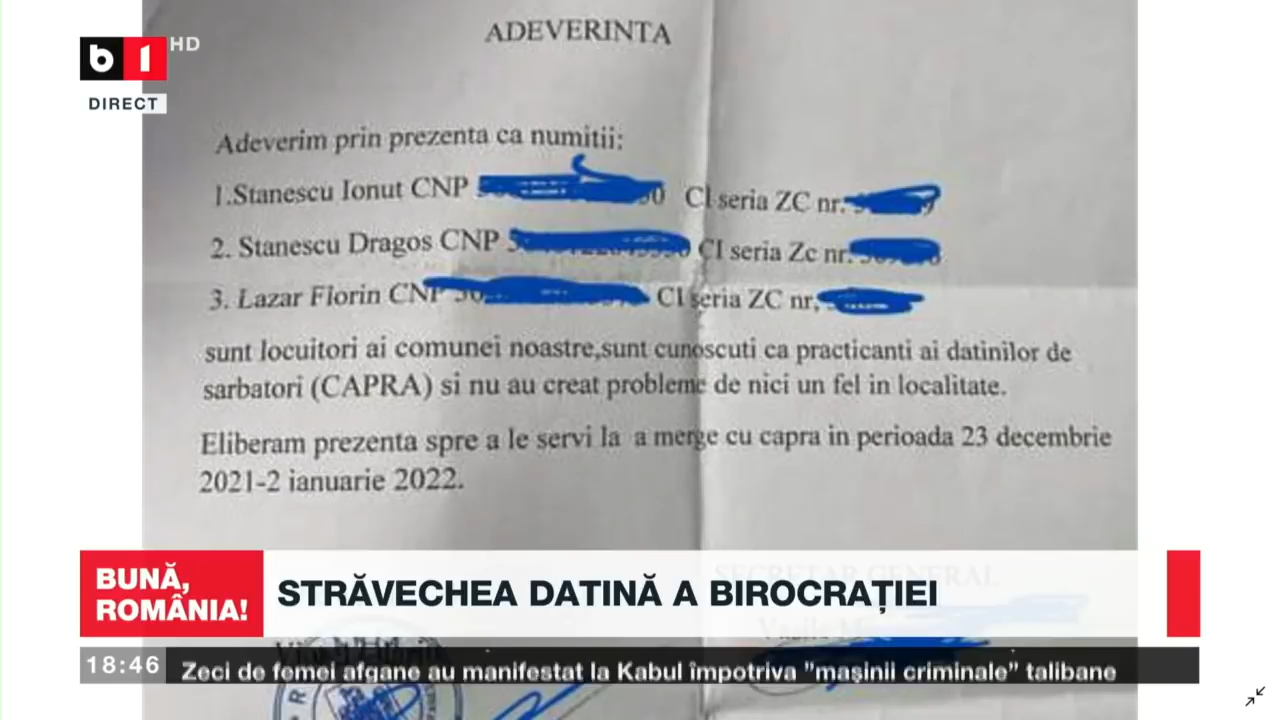 b1 HD
DIRECT
ADEVERINTA
Adeverim prin prezenta ca numitii:
1.Stanescu Ionut CNP CI seria ZC nr.
2. Stanescu Dragos CNP CI seria Zc nr.
3. Lazar Florin CNP CI seria ZC nr.
sunt locuitori ai comunei noastre,sunt cunoscuti ca practicanti ai datinilor de
sarbatori (CAPRA) si nu au creat probleme de nici un fel in localitate.
Eliberam prezenta spre a le servi la a merge cu capra in perioada 23 decembrie
2021-2 ianuarie 2022.
SECRETAR GENERAL
BUNĂ,
ROMÂNIA!
STRĂVECHEA DATINĂ A BIROCRAȚIEI
18:46 Zeci de femei afgane au manifestat la Kabul împotriva ”mașinii criminale” talibane